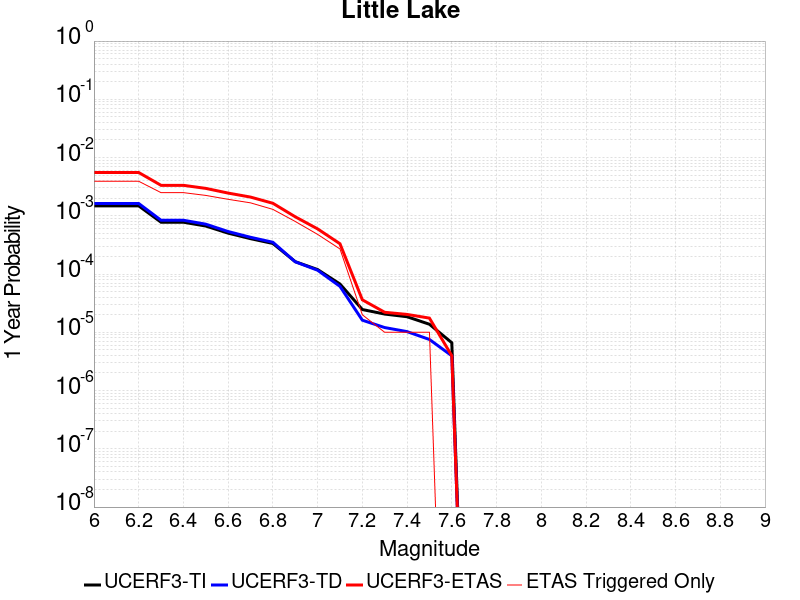 Little Lake
10^0
10^-1
10^-2
10^-3
10^-4
10^-5
10^-6
10^-7
10^-8
1 Year Probability
6 6.2 6.4 6.6 6.8 7 7.2 7.4 7.6 7.8 8 8.2 8.4 8.6 8.8 9
Magnitude
UCERF3-TI UCERF3-TD UCERF3-ETAS ETAS Triggered Only